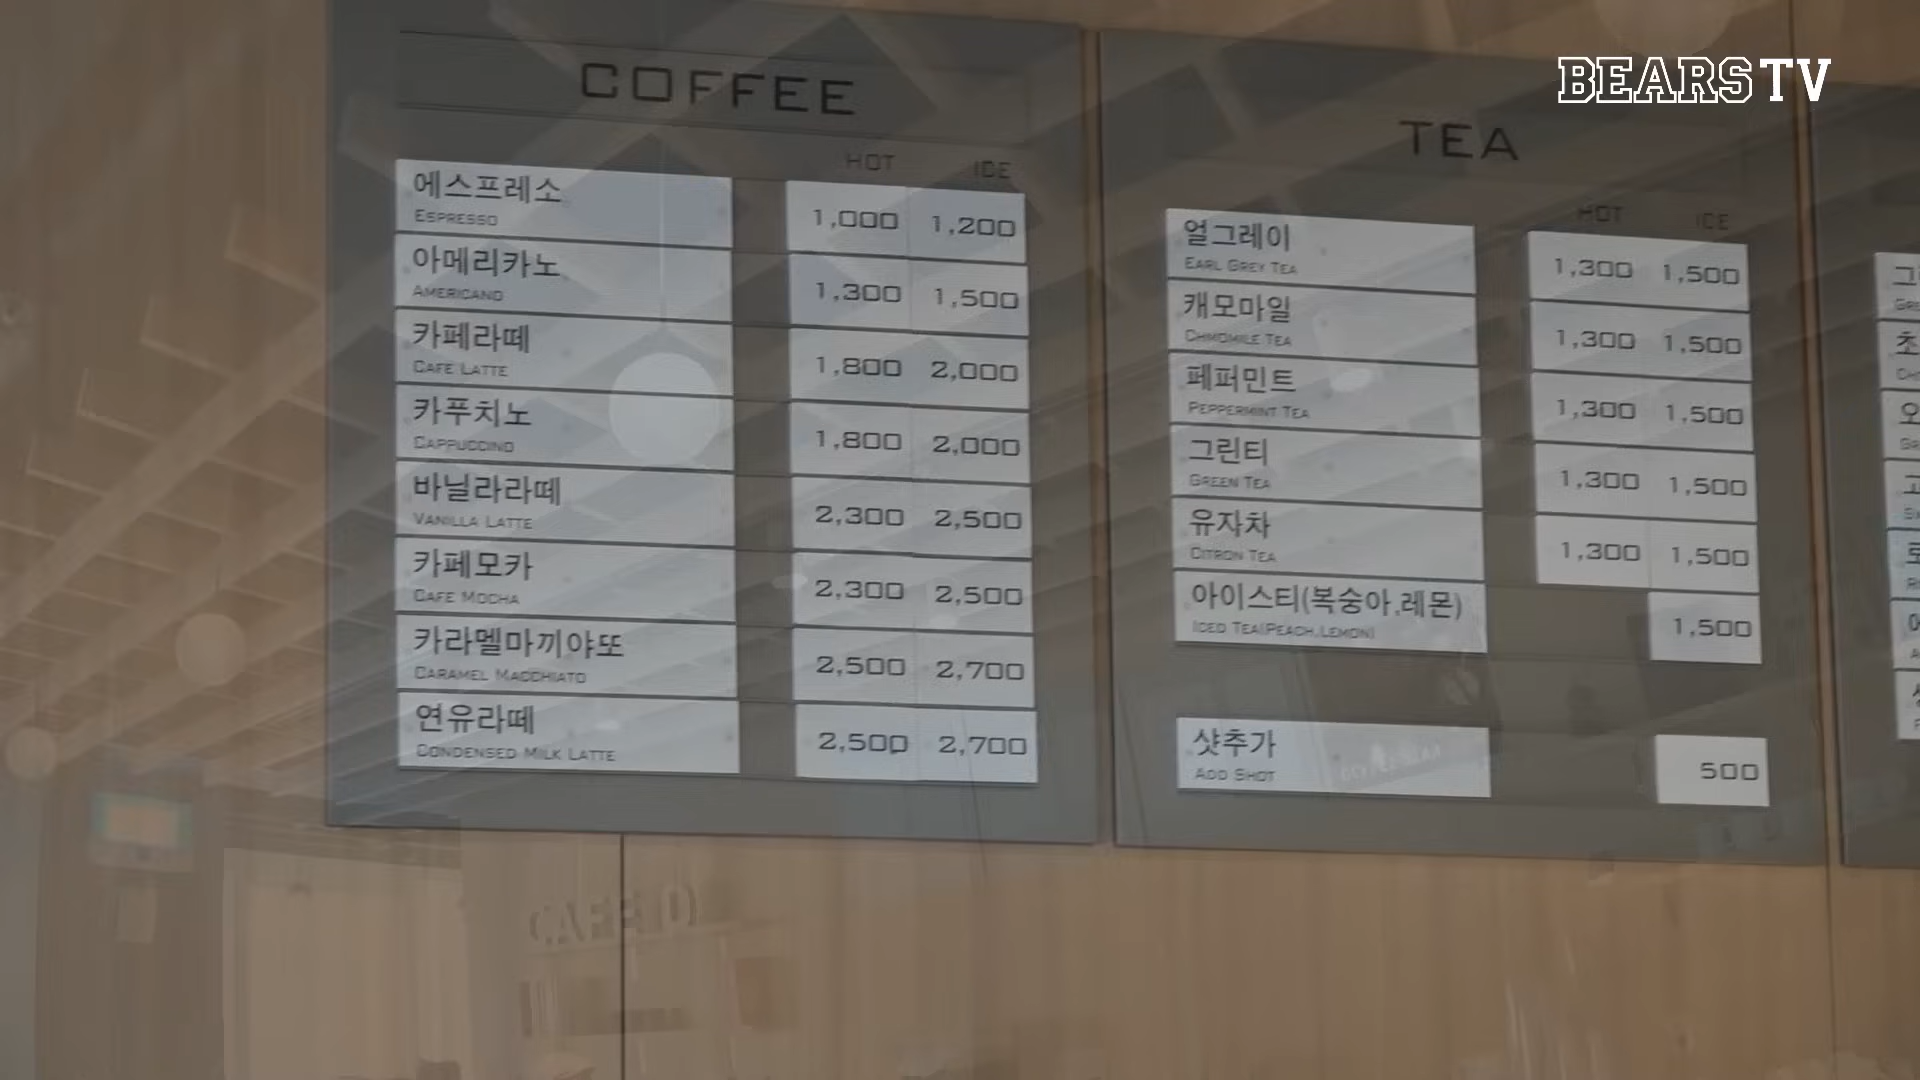 BEARS TV
COFFEE
HOT ICE
에스프레소 1,000 1,200
ESPRESSO
아메리카노 1,300 1,500
AMERICANO
카페라떼 1,800 2,000
CAFE LATTE
카푸치노 1,800 2,000
CAPPUCCINO
바닐라라떼 2,300 2,500
VANILLA LATTE
카페모카 2,300 2,500
CAFE MOCHA
카라멜마끼야또 2,500 2,700
CARAMEL MACCHIATO
연유라떼 2,500 2,700
CONDENSED MILK LATTE
TEA
HOT ICE
얼그레이 1,300 1,500
EARL GREY TEA
캐모마일 1,300 1,500
CHMOMILE TEA
페퍼민트 1,300 1,500
PEPPERMINT TEA
그린티 1,300 1,500
GREEN TEA
유자차 1,300 1,500
CITRON TEA
아이스티(복숭아,레몬) 1,500
ICED TEA(PEACH,LEMON)
샷추가 500
ADD SHOT
CAFE